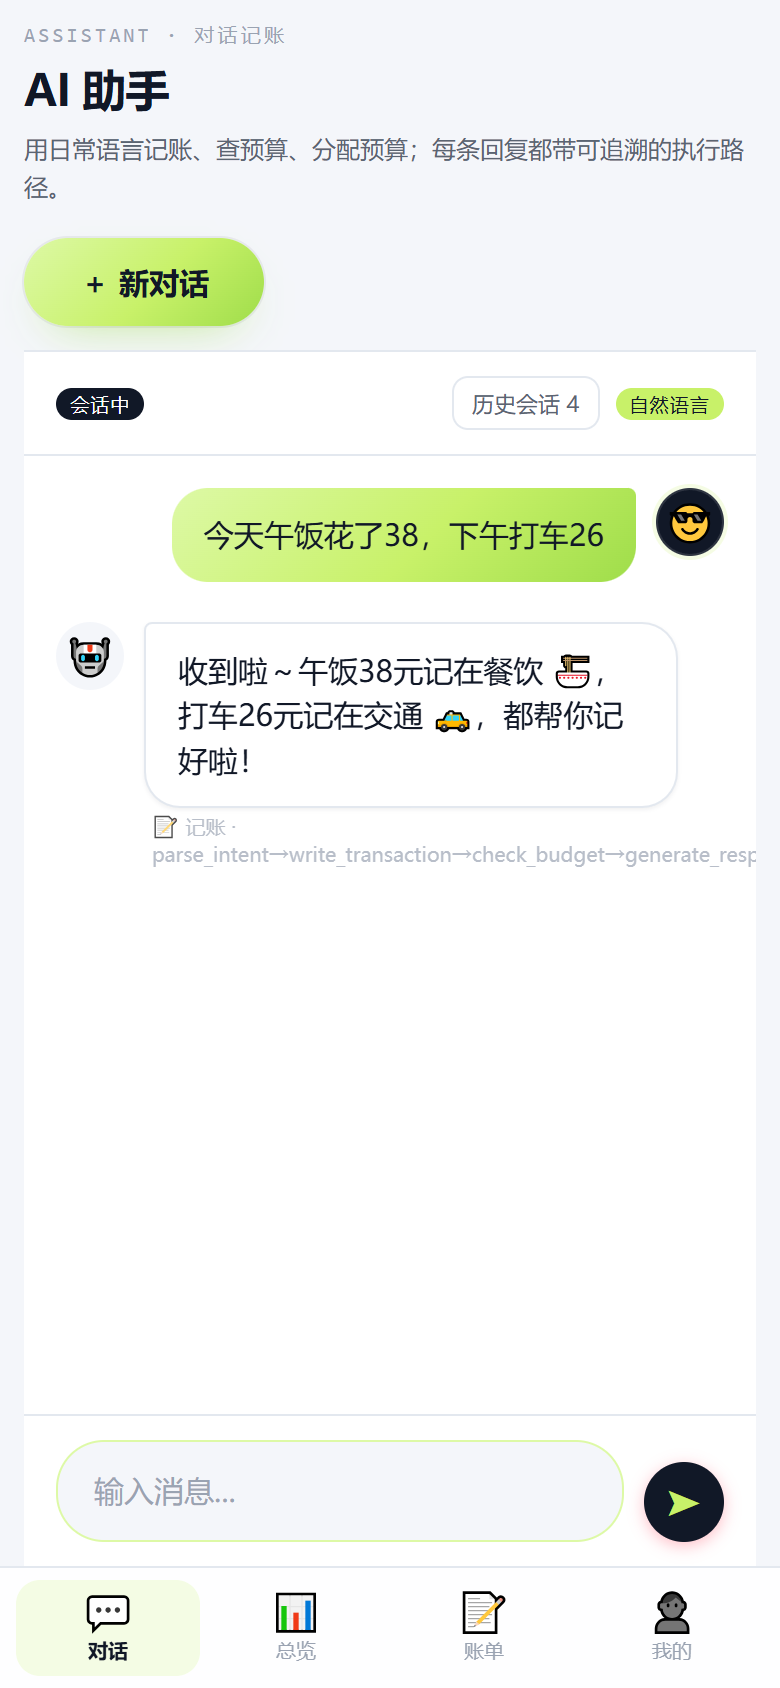 ASSISTANT · 对话记账
AI 助手
用日常语言记账、查预算、分配预算；每条回复都带可追溯的执行路
径。
+ 新对话
会话中
历史会话 4
自然语言
今天午饭花了38，下午打车26
收到啦～午饭38元记在餐饮 🍜，
打车26元记在交通 🚕，都帮你记
好啦！
📝 记账 ·
parse_intent→write_transaction→check_budget→generate_resp
输入消息...
对话
总览
账单
我的